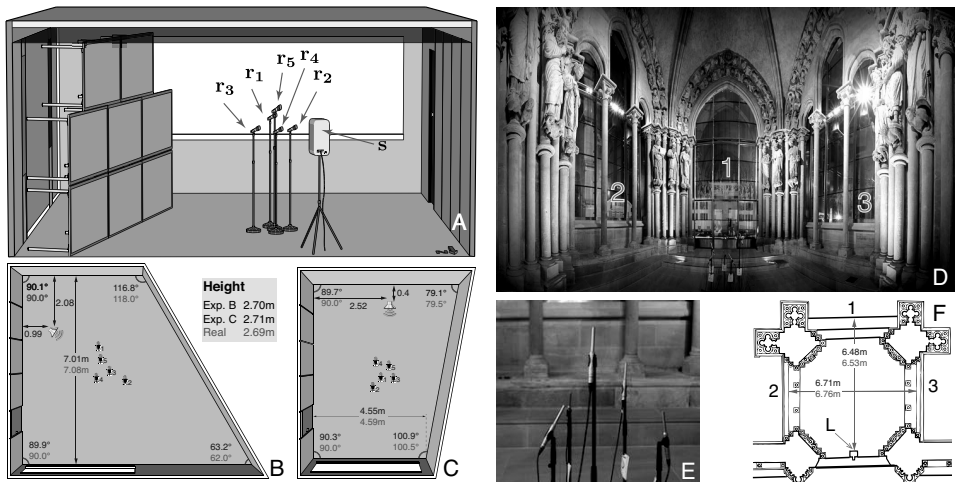 r3
r1
r5
r4
r2
s
A
90.1°
90.0°
2.08
116.8°
118.0°
0.99
7.01m
7.08m
1
5
3
4
2
89.9°
90.0°
63.2°
62.0°
B
Height
Exp. B 2.70m
Exp. C 2.71m
Real 2.69m
89.7°
90.0°
0.4
2.52
79.1°
79.5°
4
5
1
3
2
4.55m
4.59m
90.3°
90.0°
100.9°
100.5°
C
1
2
3
D
E
1
F
6.48m
6.53m
2
6.71m
6.76m
3
L